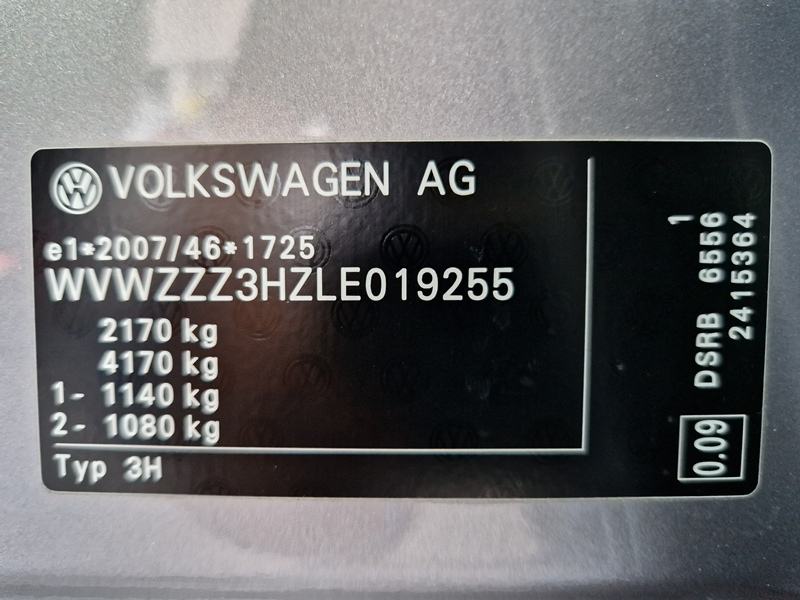 VOLKSWAGEN AG
e1*2007/46*1725
WVWZZZ3HZLE019255
2170 kg
4170 kg
1- 1140 kg
2- 1080 kg
Typ 3H
1
DSRB 6556
2415364
0.09